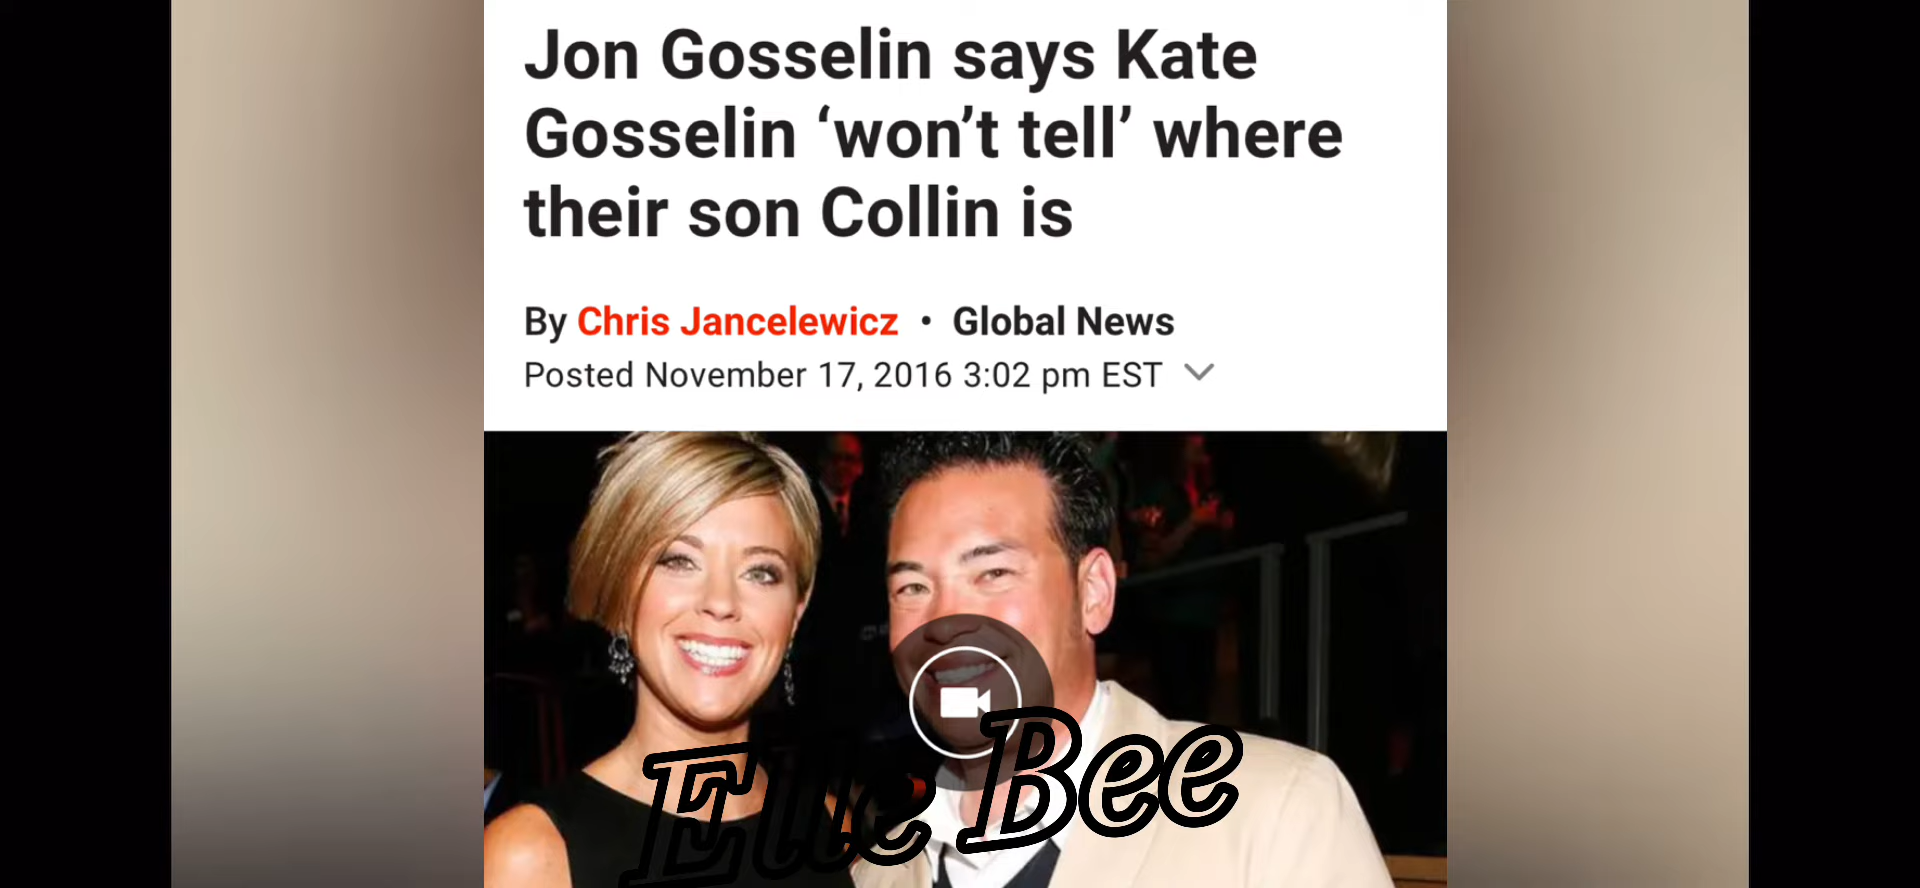 Jon Gosselin says Kate
Gosselin ‘won’t tell’ where
their son Collin is
By Chris Jancelewicz • Global News
Posted November 17, 2016 3:02 pm EST
Elle Bee